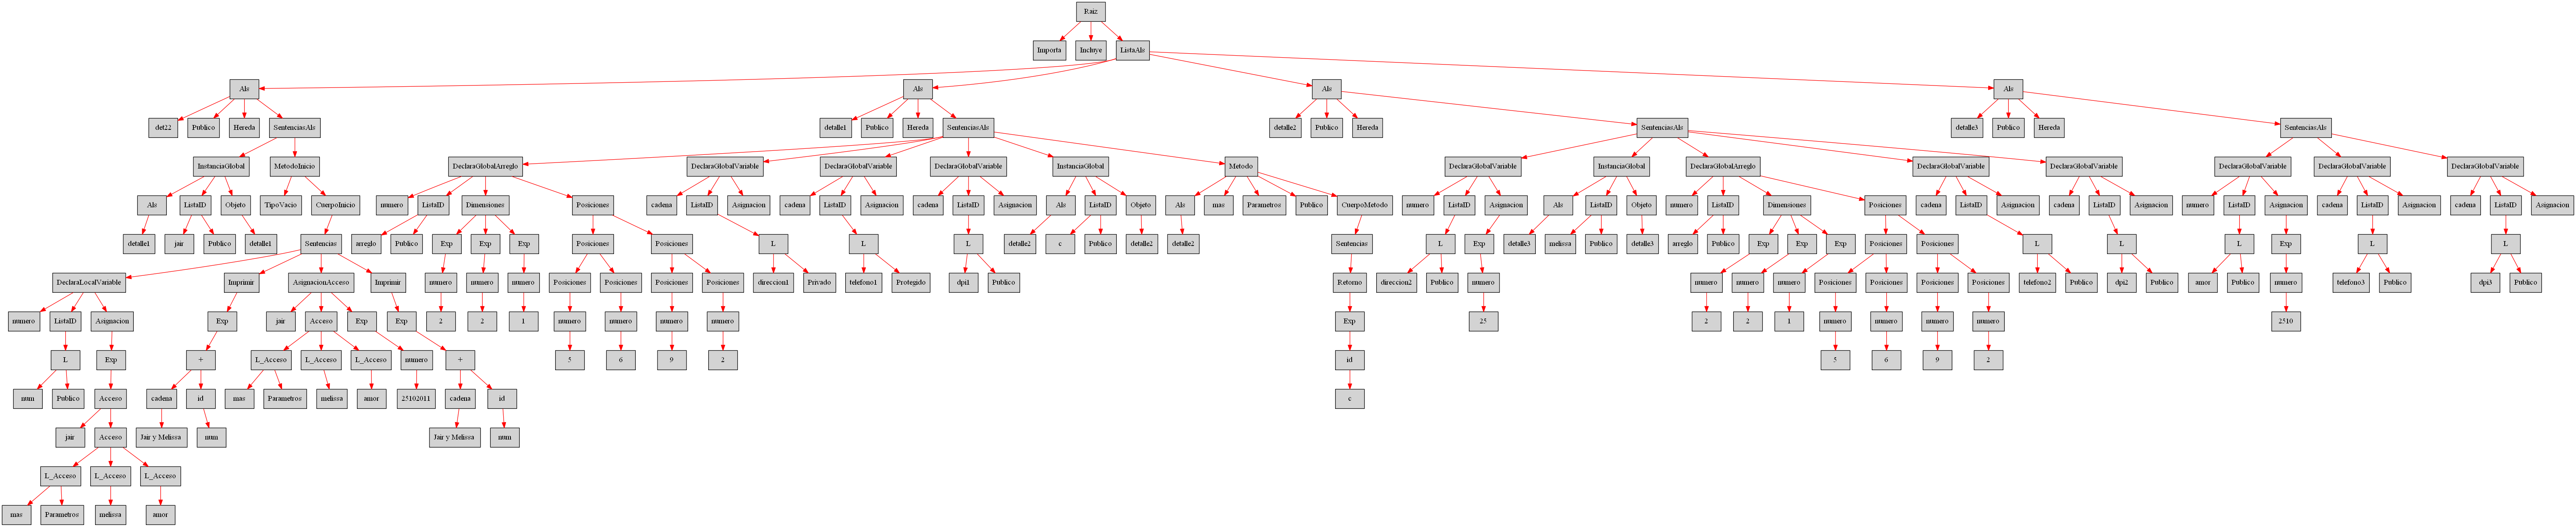 Raiz
Importa Incluye ListaAls
Als Als Als Als
det22 Publico Hereda SentenciasAls detalle1 Publico Hereda SentenciasAls detalle2 Publico Hereda SentenciasAls detalle3 Publico Hereda SentenciasAls
InstanciaGlobal MetodoInicio DeclaraGlobalArreglo DeclaraGlobalVariable DeclaraGlobalVariable DeclaraGlobalVariable InstanciaGlobal Metodo DeclaraGlobalVariable InstanciaGlobal DeclaraGlobalArreglo DeclaraGlobalVariable DeclaraGlobalVariable DeclaraGlobalVariable DeclaraGlobalVariable DeclaraGlobalVariable
Als ListaID Objeto TipoVacio CuerpoInicio numero ListaID Dimensiones Posiciones cadena ListaID Asignacion cadena ListaID Asignacion cadena ListaID Asignacion Als ListaID Objeto Als mas Parametros Publico CuerpoMetodo numero ListaID Asignacion Als ListaID Objeto numero ListaID Dimensiones Posiciones cadena ListaID Asignacion cadena ListaID Asignacion numero ListaID Asignacion cadena ListaID Asignacion cadena ListaID Asignacion
detalle1 jair Publico detalle1 Sentencias arreglo Publico Exp Exp Exp Posiciones Posiciones L L L detalle2 c Publico detalle2 detalle2 Sentencias L Exp detalle3 melissa Publico detalle3 arreglo Publico Exp Exp Exp Posiciones Posiciones L L L Exp L L
DeclaraLocalVariable Imprimir AsignacionAcceso Imprimir numero numero numero Posiciones Posiciones Posiciones Posiciones direccion1 Privado telefono1 Protegido dpi1 Publico Retorno direccion2 Publico numero numero numero numero Posiciones Posiciones Posiciones Posiciones telefono2 Publico dpi2 Publico amor Publico numero telefono3 Publico dpi3 Publico
numero ListaID Asignacion Exp jair Acceso Exp Exp 2 2 1 numero numero numero numero Exp 25 2 2 1 numero numero numero numero 2510
L Exp + L_Acceso L_Acceso L_Acceso numero + 5 6 9 2 id 5 6 9 2
num Publico Acceso cadena id mas Parametros melissa amor 25102011 cadena id c
jair Acceso Jair y Melissa num Jair y Melissa num
L_Acceso L_Acceso L_Acceso
mas Parametros melissa amor